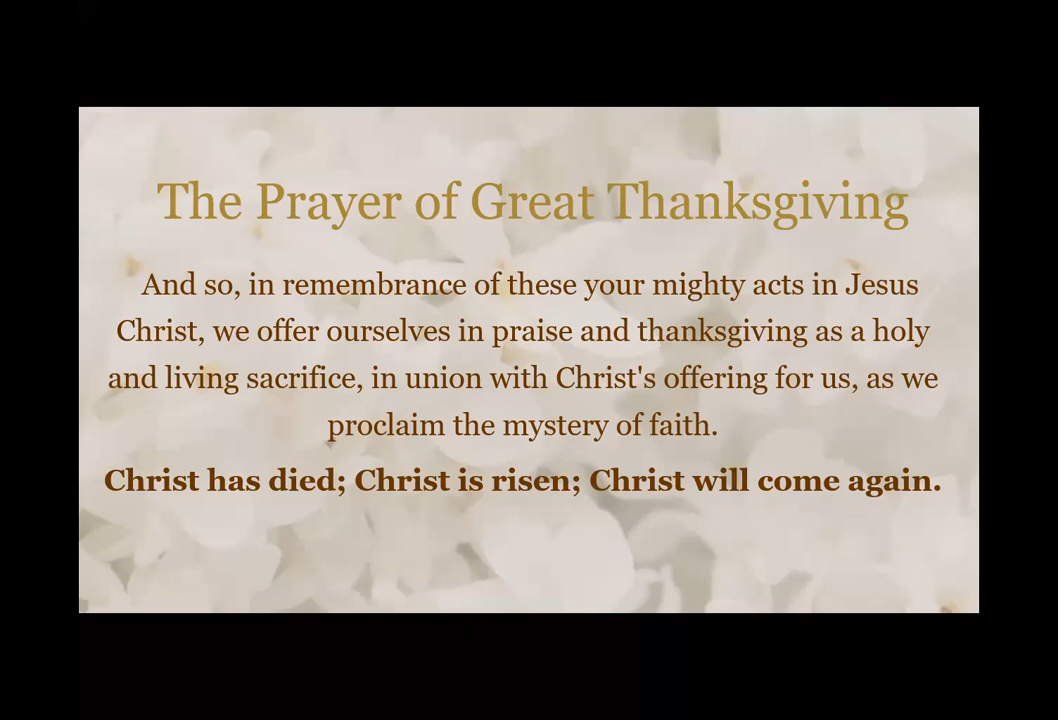 The Prayer of Great Thanksgiving
And so, in remembrance of these your mighty acts in Jesus
Christ, we offer ourselves in praise and thanksgiving as a holy
and living sacrifice, in union with Christ's offering for us, as we
proclaim the mystery of faith.
Christ has died; Christ is risen; Christ will come again.